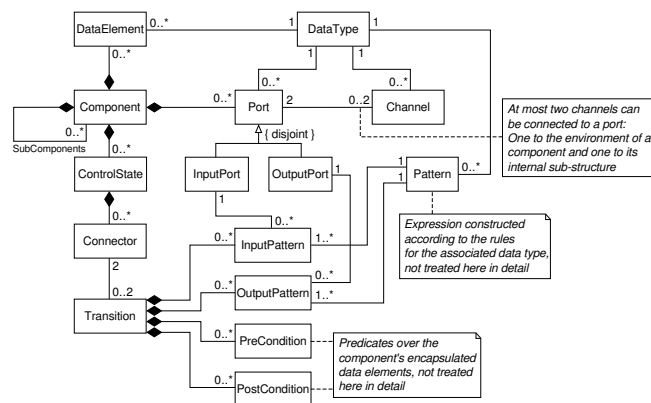 DataElement
0..*
1
DataType
1
0..*
1
1
0..*
0..*
Component
0..*
Port
2
0..2
Channel
0..*
SubComponents
{ disjoint }
At most two channels can
be connected to a port:
One to the environment of a
component and one to its
internal sub-structure
0..*
ControlState
InputPort
OutputPort
1
1
1
Pattern
0..*
1
0..*
0..*
Connector
2
0..*
InputPattern
1..*
Expression constructed
according to the rules
for the associated data type,
not treated here in detail
0..2
Transition
0..*
OutputPattern
0..*
1..*
0..*
PreCondition
Predicates over the
component's encapsulated
data elements, not treated
here in detail
0..*
PostCondition